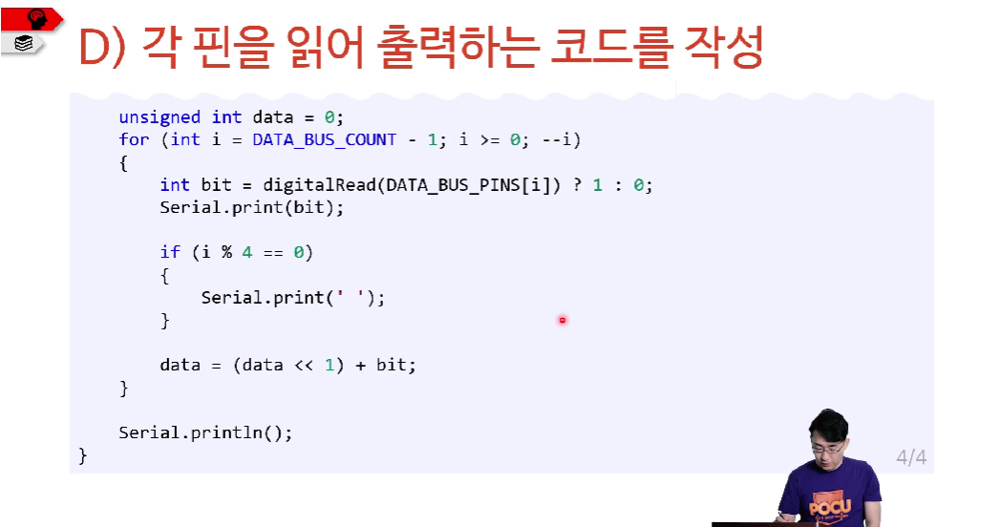 D) 각 핀을 읽어 출력하는 코드를 작성
unsigned int data = 0;
for (int i = DATA_BUS_COUNT - 1; i >= 0; --i)
{
int bit = digitalRead(DATA_BUS_PINS[i]) ? 1 : 0;
Serial.print(bit);
if (i % 4 == 0)
{
Serial.print(' ');
}
data = (data << 1) + bit;
}
Serial.println();
}
4/4
POCU